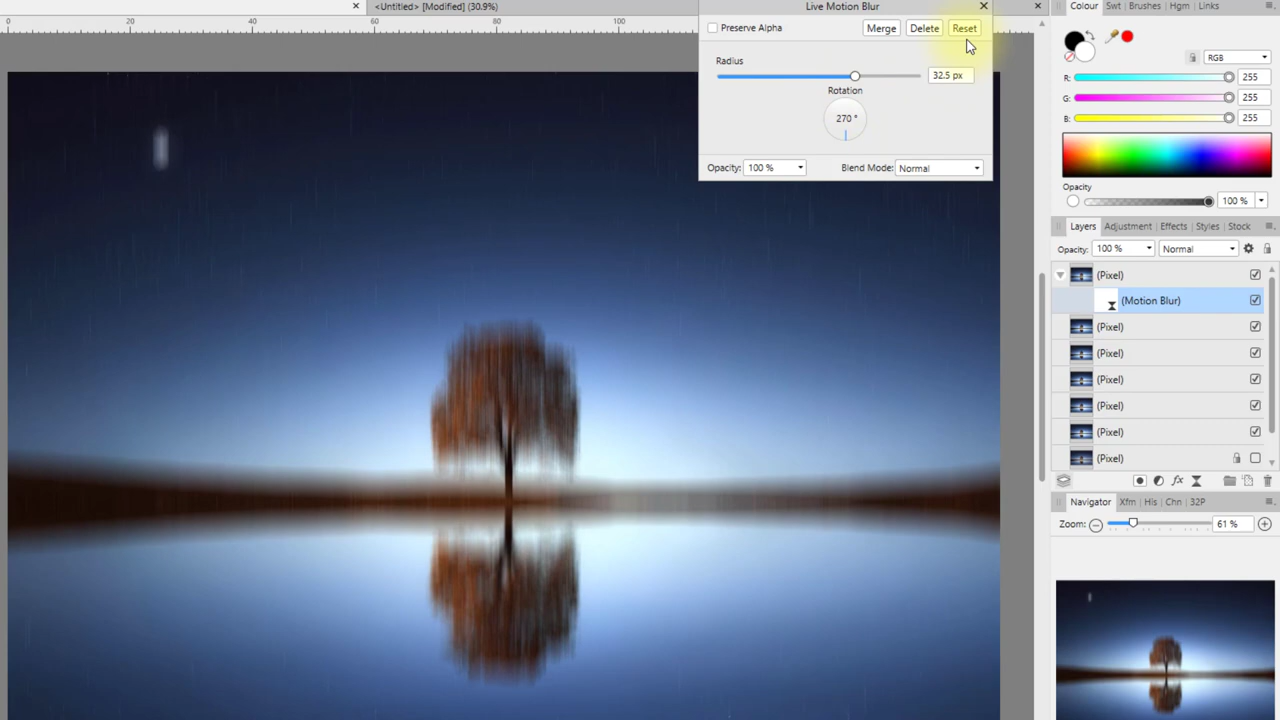 <Untitled> [Modified] (30.9%)
Live Motion Blur
Colour Swt Brushes Hgm Links
20 40 60 80 100
Preserve Alpha Merge Delete Reset
Radius
32.5 px
Rotation
270 °
Opacity: 100 % Blend Mode: Normal
RGB
R: 255
G: 255
B: 255
Opacity
100 %
Layers Adjustment Effects Styles Stock
Opacity: 100 % Normal
(Pixel)
(Motion Blur)
(Pixel)
(Pixel)
(Pixel)
(Pixel)
(Pixel)
(Pixel)
Navigator Xfm His Chn 32P
Zoom: 61 %